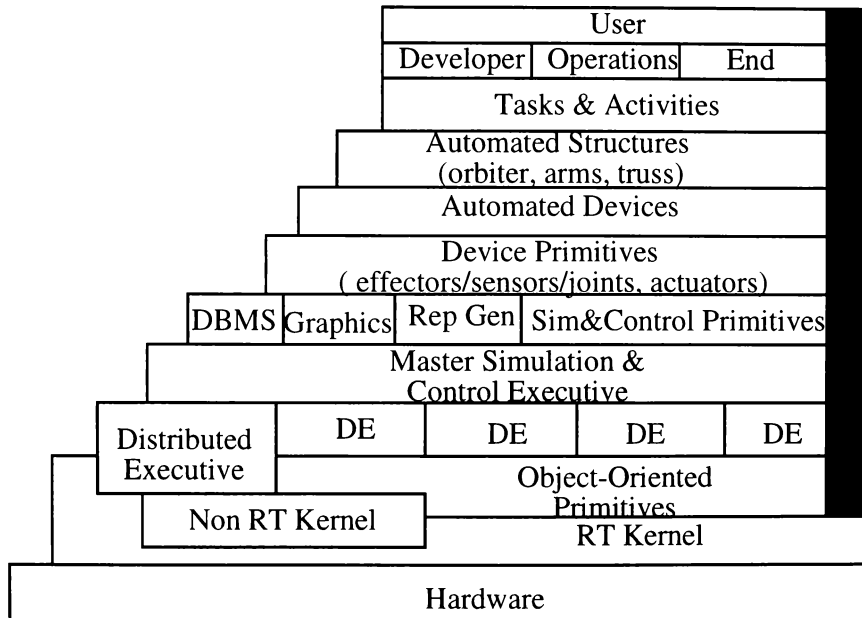 User
Developer Operations End
Tasks & Activities
Automated Structures
(orbiter, arms, truss)
Automated Devices
Device Primitives
( effectors/sensors/joints, actuators)
DBMS Graphics Rep Gen Sim&Control Primitives
Master Simulation &
Control Executive
Distributed
Executive
DE DE DE DE
Object-Oriented
Primitives
Non RT Kernel
RT Kernel
Hardware